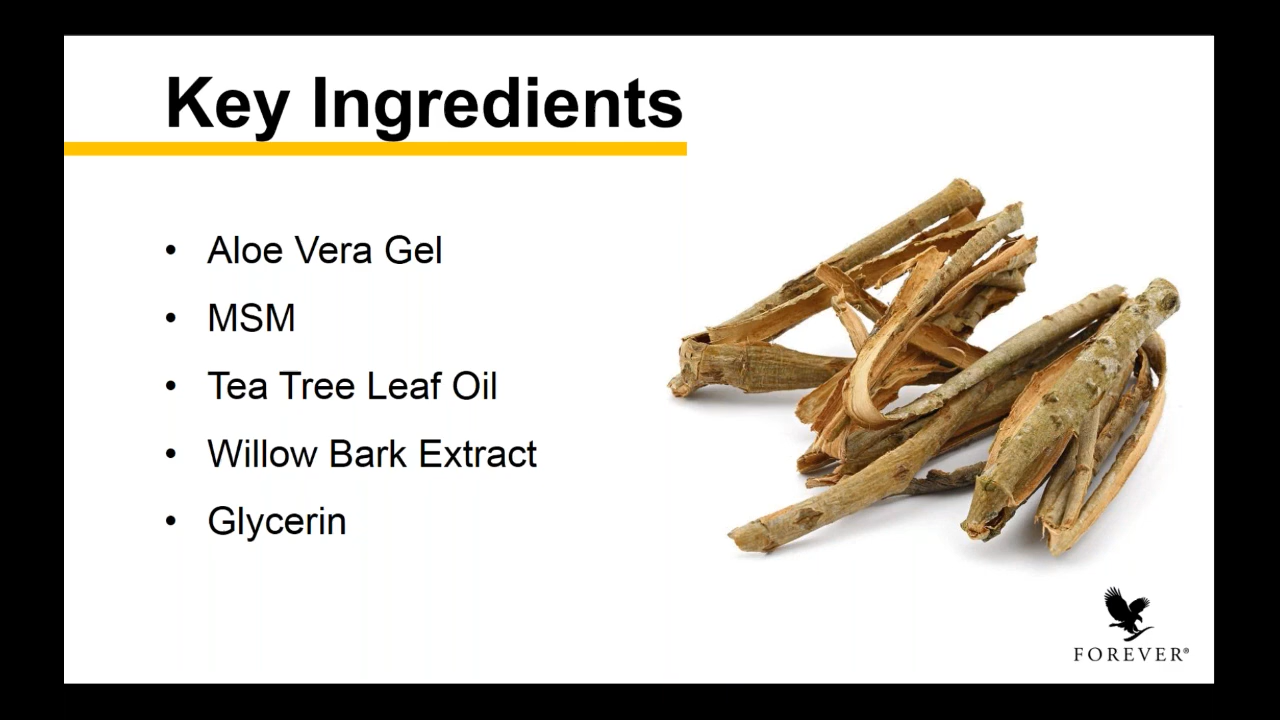 Key Ingredients
• Aloe Vera Gel
• MSM
• Tea Tree Leaf Oil
• Willow Bark Extract
• Glycerin
FOREVER®